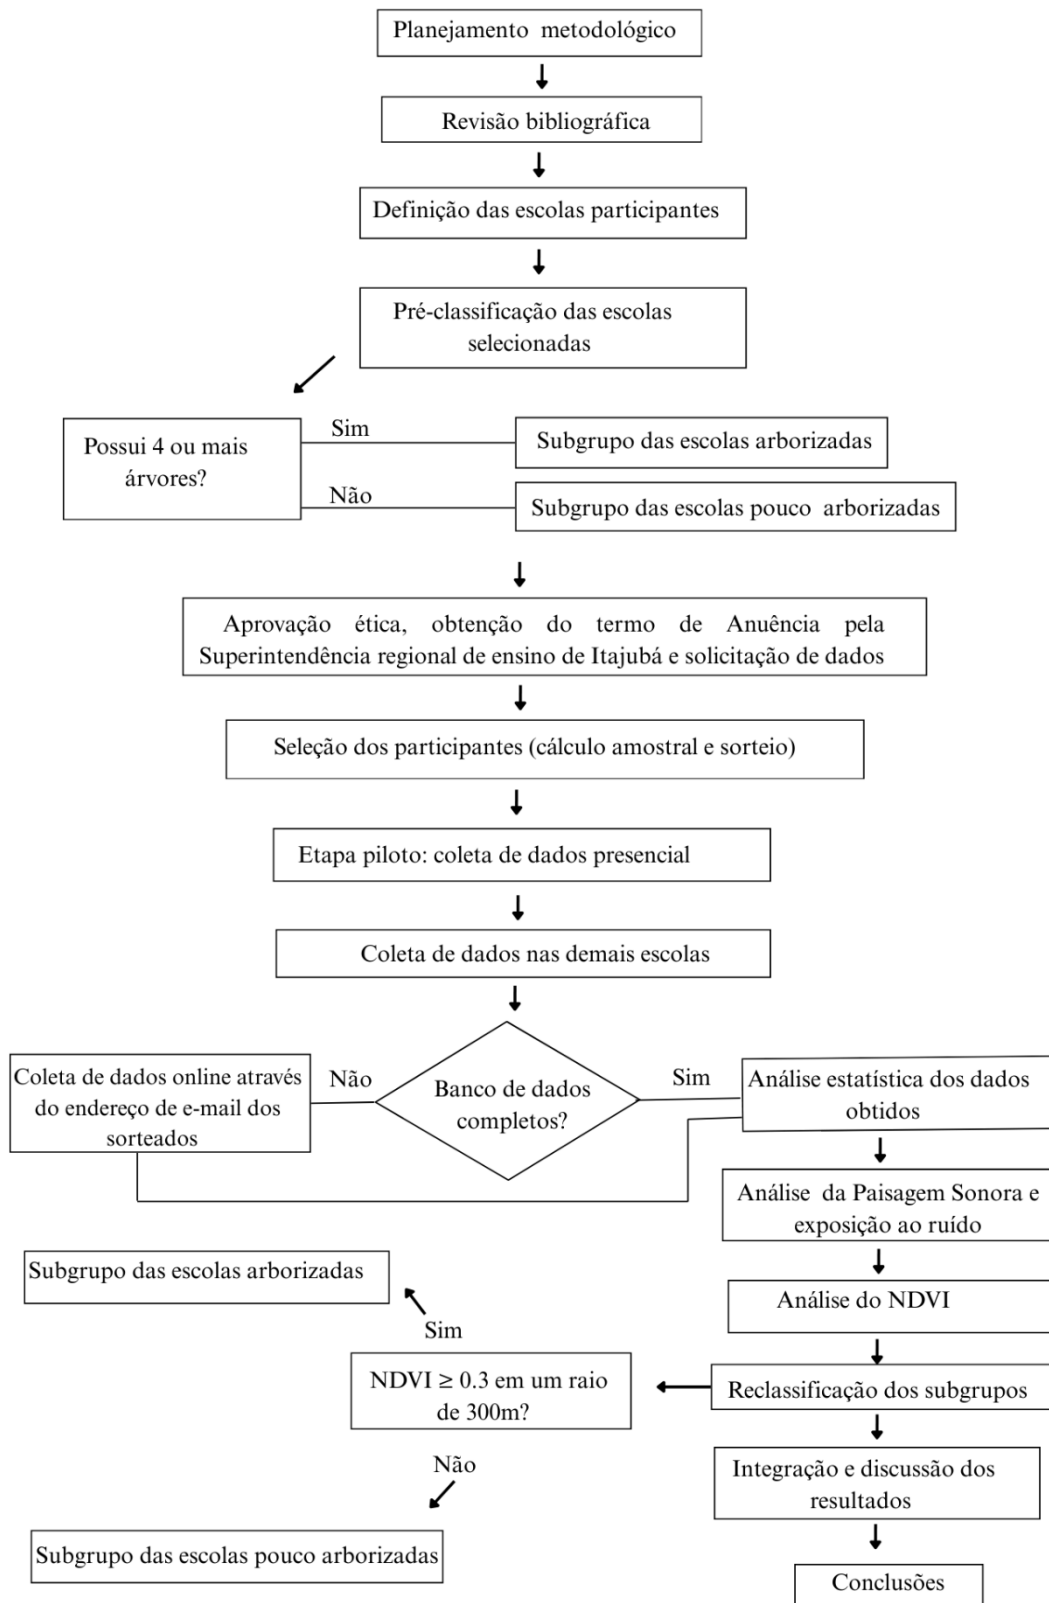 Planejamento metodológico
Revisão bibliográfica
Definição das escolas participantes
Pré-classificação das escolas
selecionadas
Possui 4 ou mais
árvores?
Sim
Subgrupo das escolas arborizadas
Não
Subgrupo das escolas pouco arborizadas
Aprovação ética, obtenção do termo de Anuência pela
Superintendência regional de ensino de Itajubá e solicitação de dados
Seleção dos participantes (cálculo amostral e sorteio)
Etapa piloto: coleta de dados presencial
Coleta de dados nas demais escolas
Banco de dados
completos?
Não
Coleta de dados online através
do endereço de e-mail dos
sorteados
Sim
Análise estatística dos dados
obtidos
Análise da Paisagem Sonora e
exposição ao ruído
Análise do NDVI
Reclassificação dos subgrupos
NDVI ≥ 0.3 em um raio
de 300m?
Sim
Subgrupo das escolas arborizadas
Não
Subgrupo das escolas pouco arborizadas
Integração e discussão dos
resultados
Conclusões